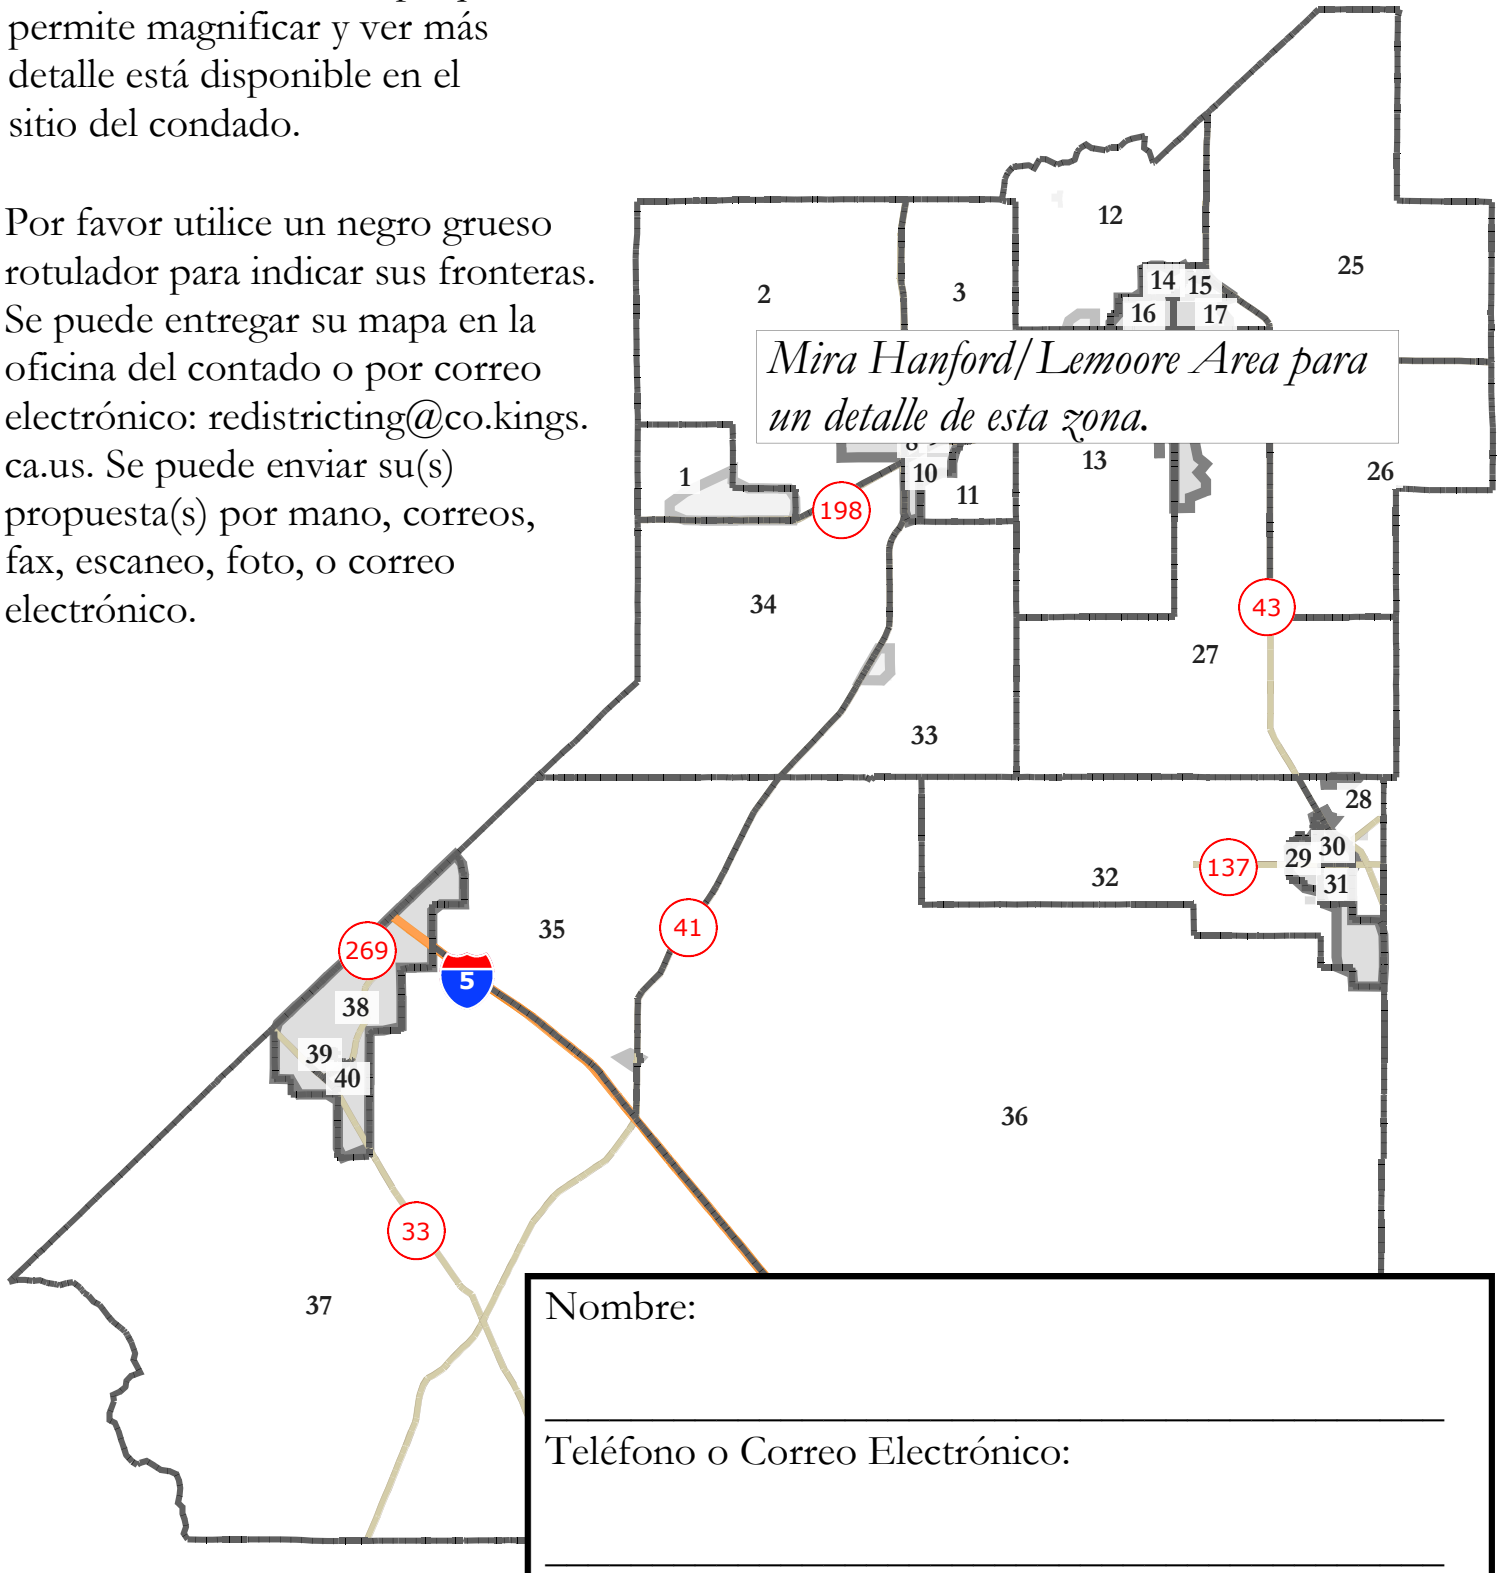 permite magnificar y ver más
detalle está disponible en el
sitio del condado.
Por favor utilice un negro grueso
rotulador para indicar sus fronteras.
Se puede entregar su mapa en la
oficina del contado o por correo
electrónico: redistricting@co.kings.
ca.us. Se puede enviar su(s)
propuesta(s) por mano, correos,
fax, escaneo, foto, o correo
electrónico.
12
25
2
3
14
15
16
17
Mira Hanford/Lemoore Area para
un detalle de esta zona.
13
26
1
10
11
198
34
43
27
33
28
30
29
137
32
31
35
41
269
5
38
39
40
36
33
37
Nombre:
Teléfono o Correo Electrónico: